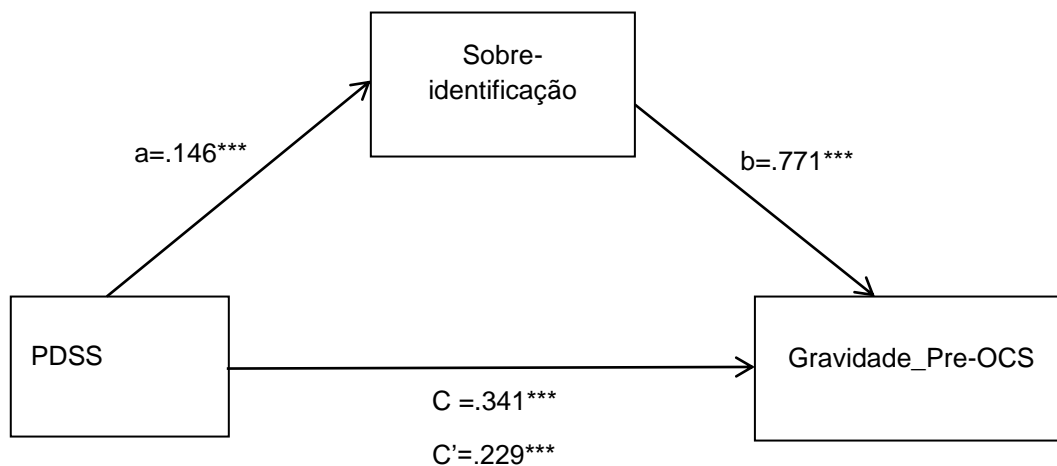 Sobre-
identificação
a=.146***
b=.771***
PDSS
Gravidade_Pre-OCS
C =.341***
C’=.229***